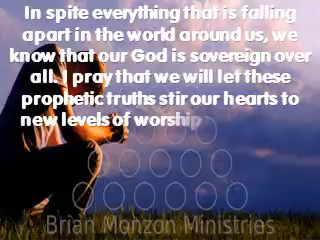 In spite everything that is falling
apart in the world around us, we
know that our God is sovereign over
all. I pray that we will let these
prophetic truths stir our hearts to
new levels of worship
Brian Monzon Ministries